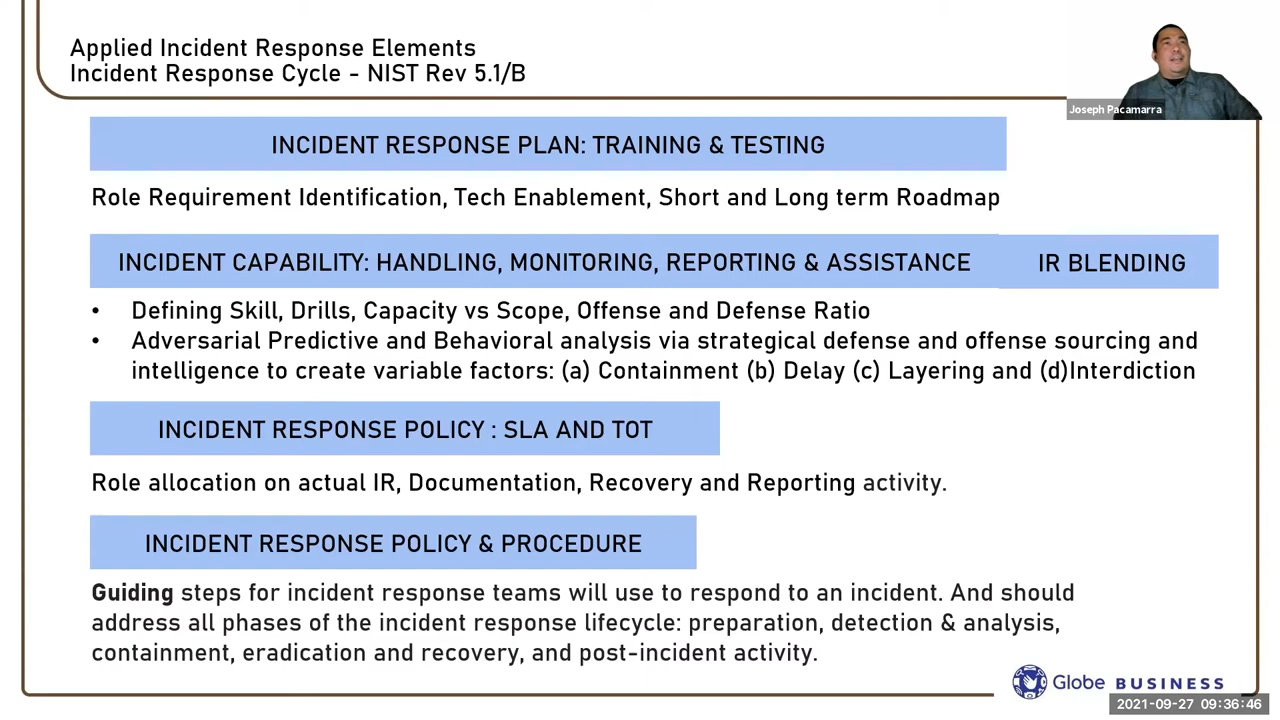 Applied Incident Response Elements
Incident Response Cycle - NIST Rev 5.1/B
Joseph Pacamarra
INCIDENT RESPONSE PLAN: TRAINING & TESTING
Role Requirement Identification, Tech Enablement, Short and Long term Roadmap
INCIDENT CAPABILITY: HANDLING, MONITORING, REPORTING & ASSISTANCE
IR BLENDING
• Defining Skill, Drills, Capacity vs Scope, Offense and Defense Ratio
• Adversarial Predictive and Behavioral analysis via strategical defense and offense sourcing and
intelligence to create variable factors: (a) Containment (b) Delay (c) Layering and (d)Interdiction
INCIDENT RESPONSE POLICY : SLA AND TOT
Role allocation on actual IR, Documentation, Recovery and Reporting activity.
INCIDENT RESPONSE POLICY & PROCEDURE
Guiding steps for incident response teams will use to respond to an incident. And should
address all phases of the incident response lifecycle: preparation, detection & analysis,
containment, eradication and recovery, and post-incident activity.
Globe BUSINESS
2021-09-27 09:36:46